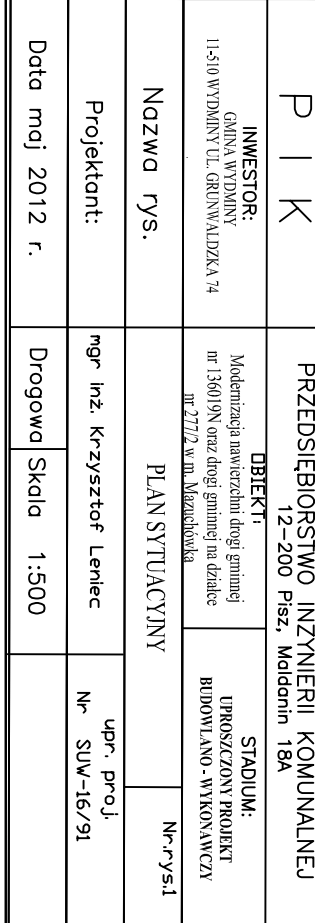 P I K
PRZEDSIĘBIORSTWO INŻYNIERII KOMUNALNEJ
12-200 Pisz, Maldanin 18A
INWESTOR:
GMINA WYDMINY
11-510 WYDMINY UL. GRUNWALDZKA 74
OBIEKT:
Modernizacja nawierzchni drogi gminnej
nr 136019N oraz drogi gminnej na działce
nr 277/2 w m. Mazuchówka
STADIUM:
UPROSZCZONY PROJEKT
BUDOWLANO - WYKONAWCZY
Nazwa rys.
PLAN SYTUACYJNY
Nr.rys.1
Projektant:
mgr inż. Krzysztof Leniec
upr. proj.
Nr SUW-16/91
Data maj 2012 r.
Drogowa
Skala 1:500